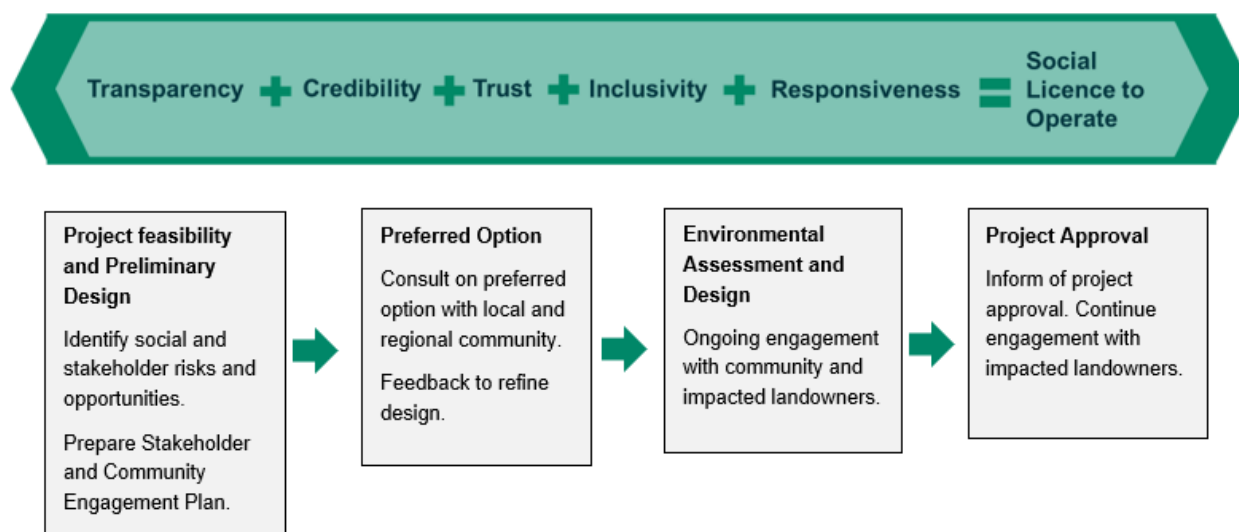 Transparency + Credibility + Trust + Inclusivity + Responsiveness = Social
Licence to
Operate
Project feasibility
and Preliminary
Design
Identify social and
stakeholder risks and
opportunities.
Prepare Stakeholder
and Community
Engagement Plan.
Preferred Option
Consult on preferred
option with local and
regional community.
Feedback to refine
design.
Environmental
Assessment and
Design
Ongoing engagement
with community and
impacted landowners.
Project Approval
Inform of project
approval. Continue
engagement with
impacted landowners.